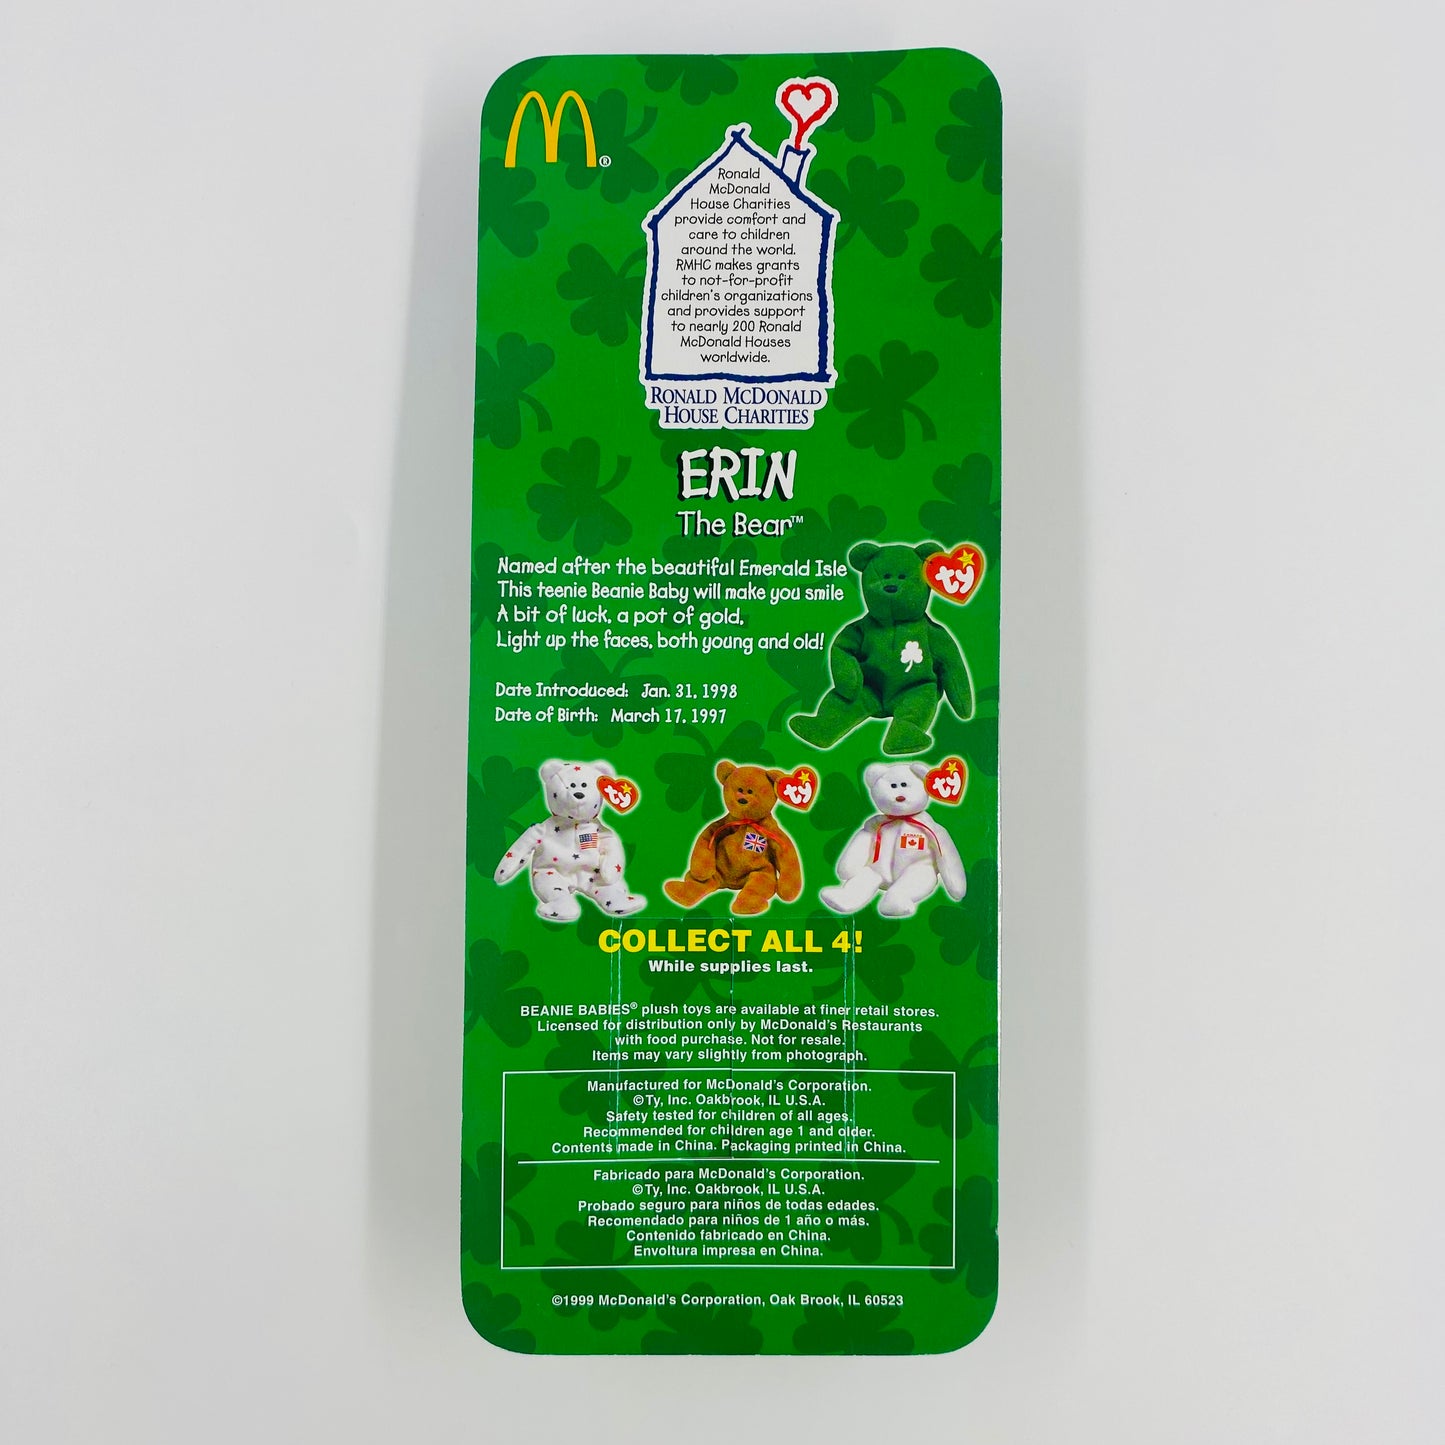 M®
Ronald
McDonald
House Charities
provide comfort and
care to children
around the world.
RMHC makes grants
to not-for-profit
children's organizations
and provides support
to nearly 200 Ronald
McDonald Houses
worldwide.
RONALD MCDONALD
HOUSE CHARITIES
ERIN
The Bear™
Named after the beautiful Emerald Isle
This teenie Beanie Baby will make you smile
A bit of luck, a pot of gold,
Light up the faces, both young and old!
ty
Date Introduced: Jan. 31, 1998
Date of Birth: March 17, 1997
ty
ty
ty
CANADA
COLLECT ALL 4!
While supplies last.
BEANIE BABIES® plush toys are available at finer retail stores.
Licensed for distribution only by McDonald's Restaurants
with food purchase. Not for resale.
Items may vary slightly from photograph.
Manufactured for McDonald's Corporation.
©Ty, Inc. Oakbrook, IL U.S.A.
Safety tested for children of all ages.
Recommended for children age 1 and older.
Contents made in China. Packaging printed in China.
Fabricado para McDonald's Corporation.
©Ty, Inc. Oakbrook, IL U.S.A.
Probado seguro para niños de todas edades.
Recomendado para niños de 1 año o más.
Contenido fabricado en China.
Envoltura impresa en China.
©1999 McDonald's Corporation, Oak Brook, IL 60523